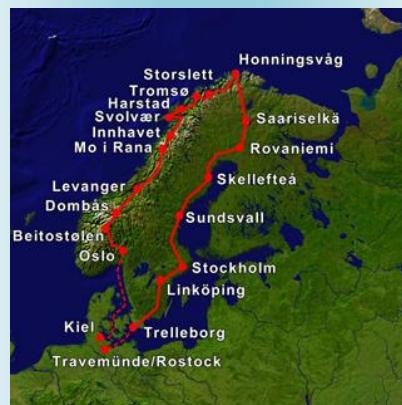 Honningsvåg
Storslett
Tromsø
Harstad
Svolvær
Innhavet
Mo i Rana
Saariselkä
Rovaniemi
Skellefteå
Levanger
Dombås
Sundsvall
Beitostølen
Oslo
Stockholm
Linköping
Kiel
Trelleborg
Travemünde/Rostock